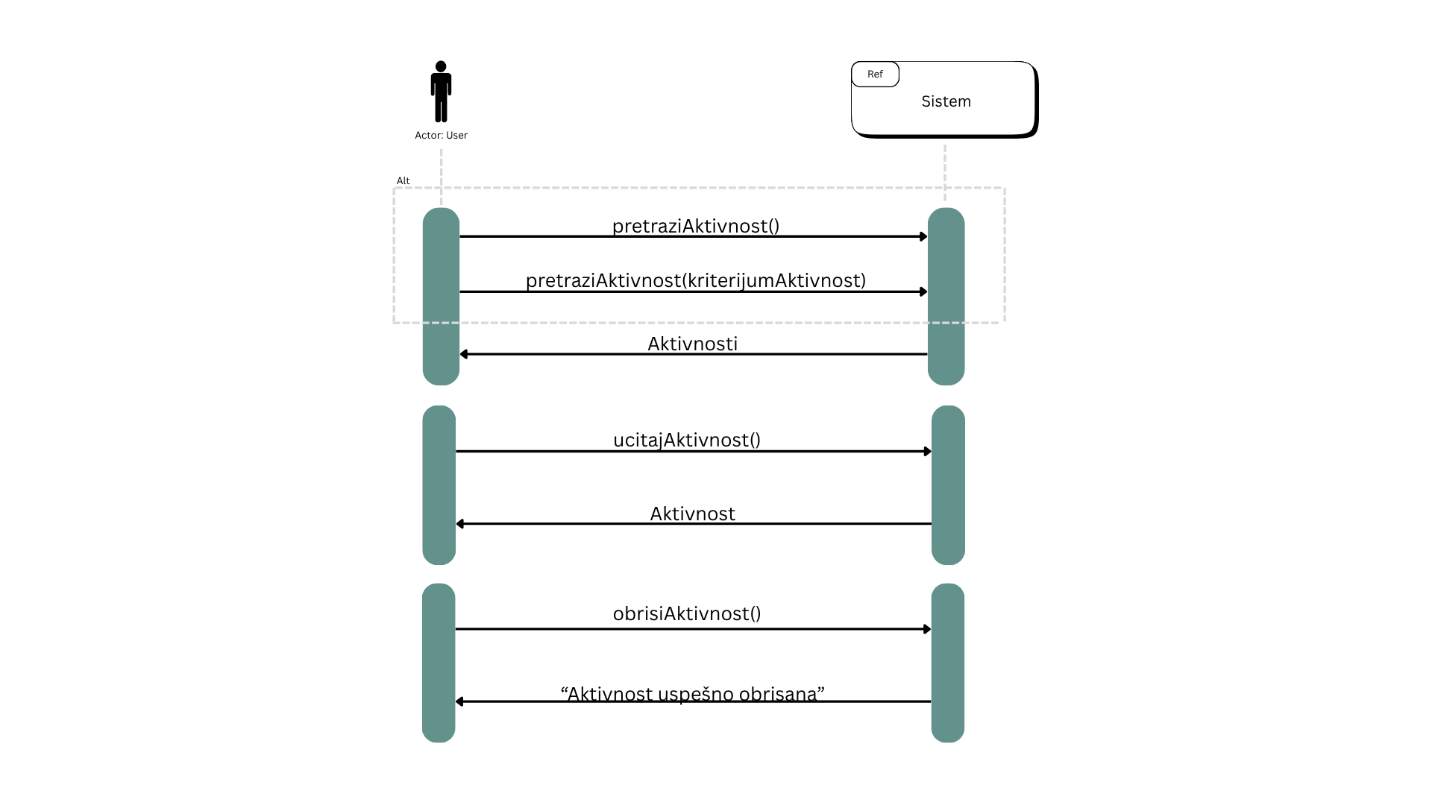 Ref
Sistem
Actor: User
Alt
pretraziAktivnost()
pretraziAktivnost(kriterijumAktivnost)
Aktivnosti
ucitajAktivnost()
Aktivnost
obrisiAktivnost()
“Aktivnost uspešno obrisana”